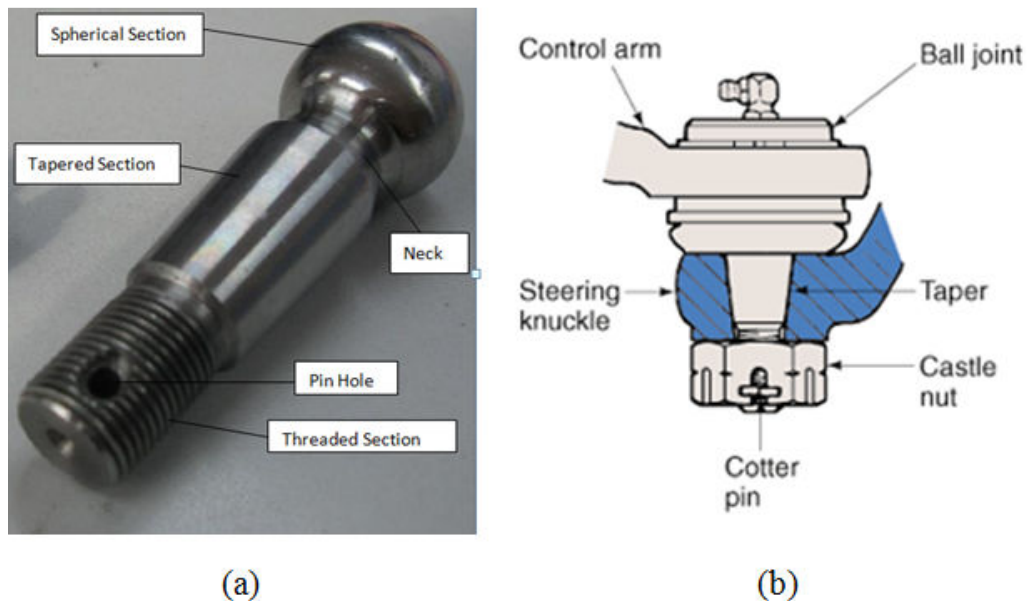 Spherical Section
Tapered Section
Neck
Pin Hole
Threaded Section
(a)
Control arm
Ball joint
Steering
knuckle
Taper
Castle
nut
Cotter
pin
(b)